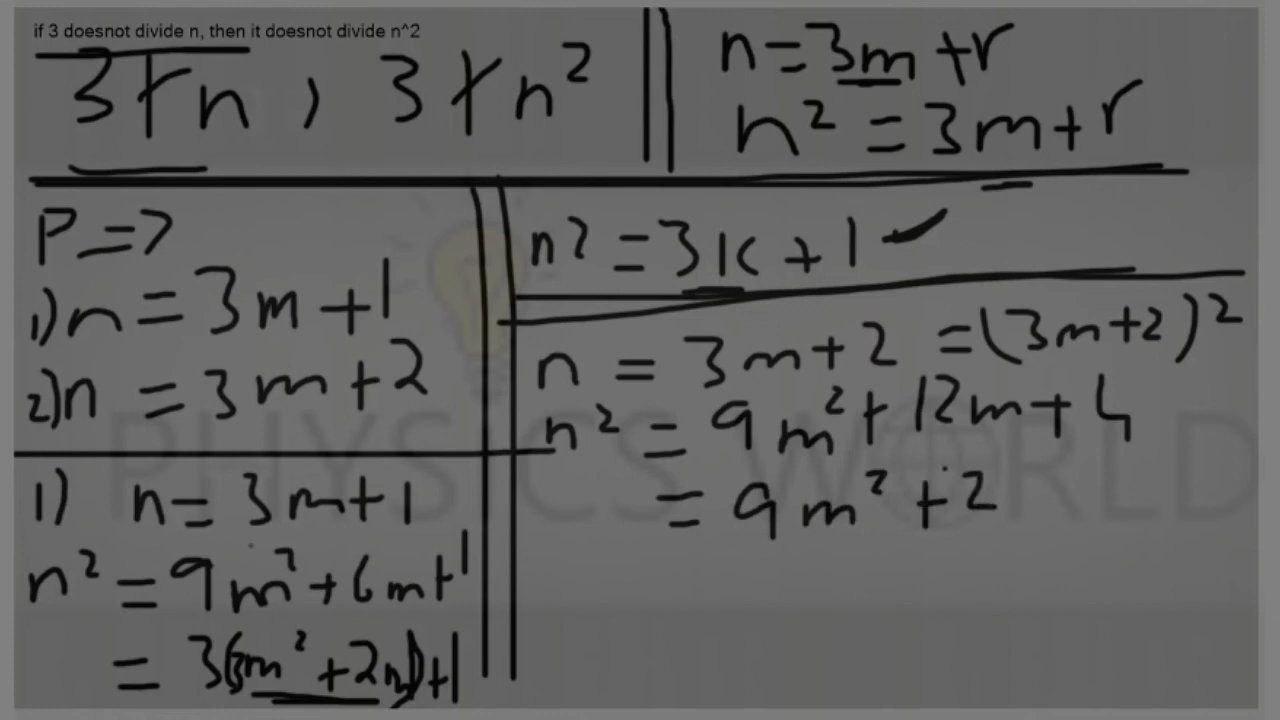 if 3 doesnot divide n, then it doesnot divide n^2
3∤n, 3∤n²
n=3m+r
n²=3m+r
P=>
1) n=3m+1
2) n=3m+2
1) n=3m+1
n²=9m²+6m+1
=3(3m²+2m)+1
n²=3k+1 ✓
n=3m+2 =(3m+2)²
n²=9m²+12m+4
=9m²+2
PHYSICS WORLD